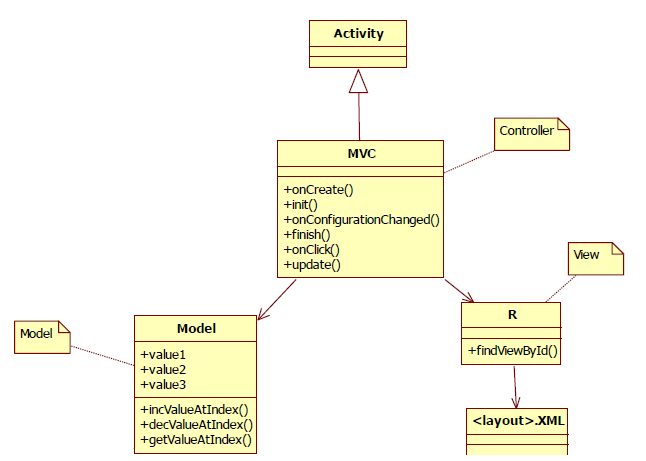 Activity
MVC
Controller
+onCreate()
+init()
+onConfigurationChanged()
+finish()
+onClick()
+update()
View
Model
Model
+value1
+value2
+value3
+incValueAtIndex()
+decValueAtIndex()
+getValueAtIndex()
R
+findViewById()
<layout>.XML